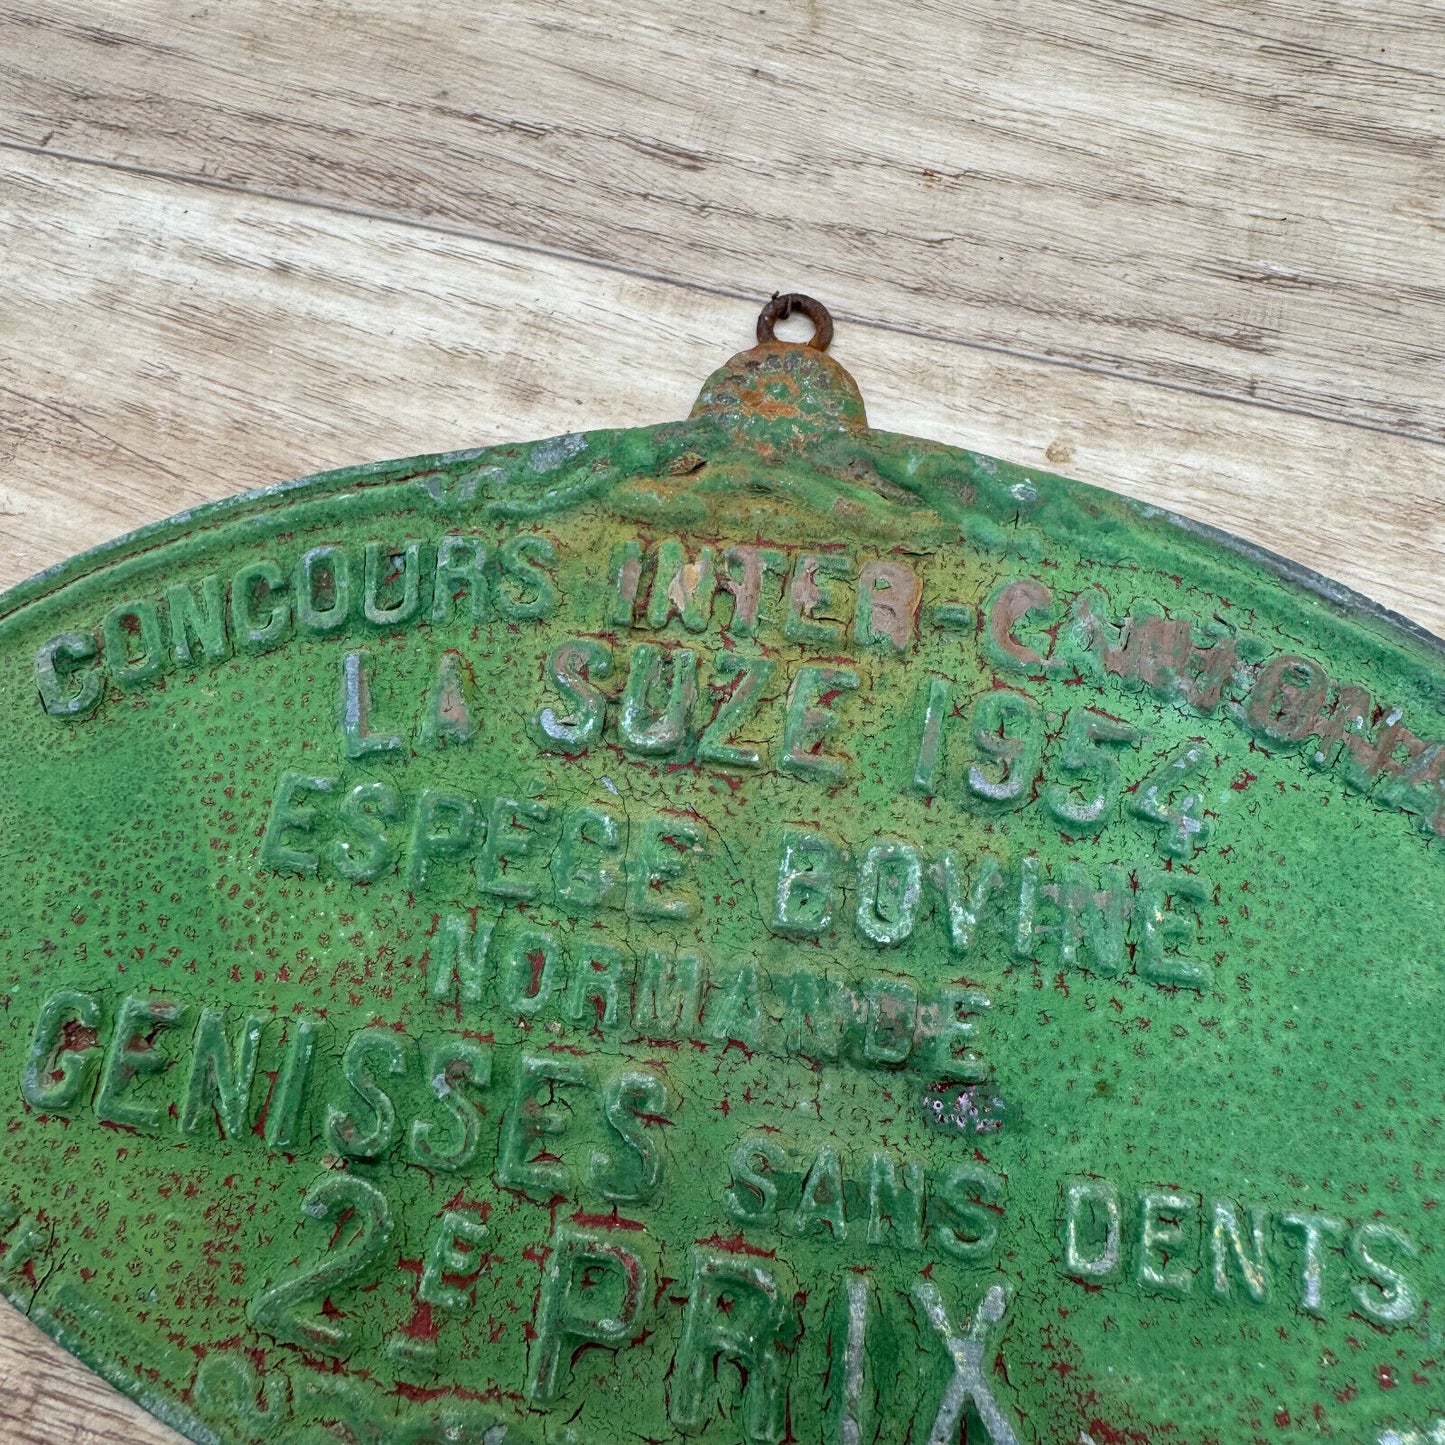 CONCOURS INTER-CANTONAL
LA SUZE 1954
ESPÈCE BOVINE
NORMANDE
GENISSES SANS DENTS
2E PRIX